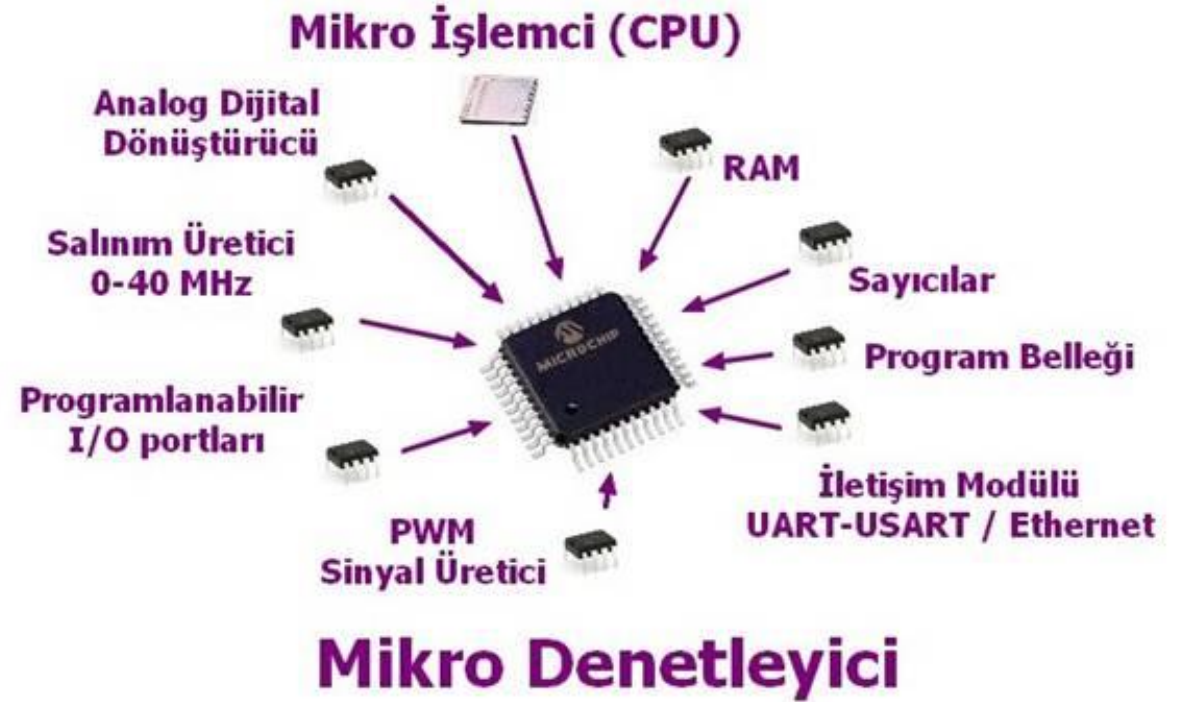 Mikro İşlemci (CPU)
Analog Dijital
Dönüştürücü
RAM
Salınım Üretici
0-40 MHz
Sayıcılar
MICROCHIP
Program Belleği
Programlanabilir
I/O portları
İletişim Modülü
UART-USART / Ethernet
PWM
Sinyal Üretici
Mikro Denetleyici